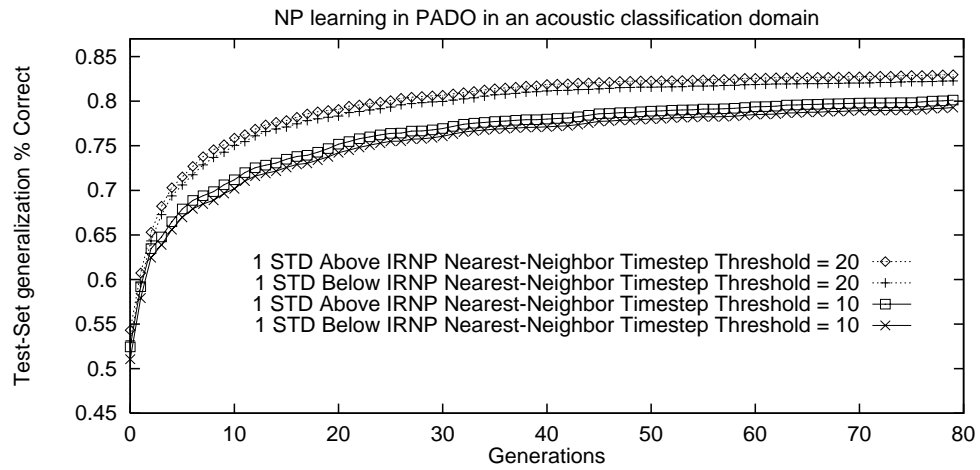 NP learning in PADO in an acoustic classification domain
Test-Set generalization % Correct
0.85
0.8
0.75
0.7
0.65
0.6
0.55
0.5
0.45
1 STD Above IRNP Nearest-Neighbor Timestep Threshold = 20
1 STD Below IRNP Nearest-Neighbor Timestep Threshold = 20
1 STD Above IRNP Nearest-Neighbor Timestep Threshold = 10
1 STD Below IRNP Nearest-Neighbor Timestep Threshold = 10
0 10 20 30 40 50 60 70 80
Generations